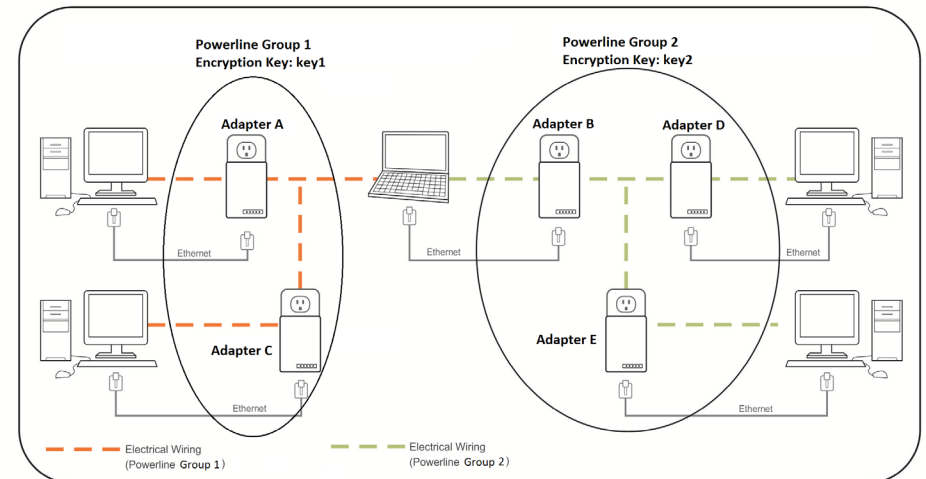 Powerline Group 1
Encryption Key: key1
Powerline Group 2
Encryption Key: key2
Adapter A
Adapter B
Adapter D
Ethernet
Ethernet
Ethernet
Adapter C
Adapter E
Ethernet
Ethernet
Electrical Wiring
(Powerline Group 1)
Electrical Wiring
(Powerline Group 2)